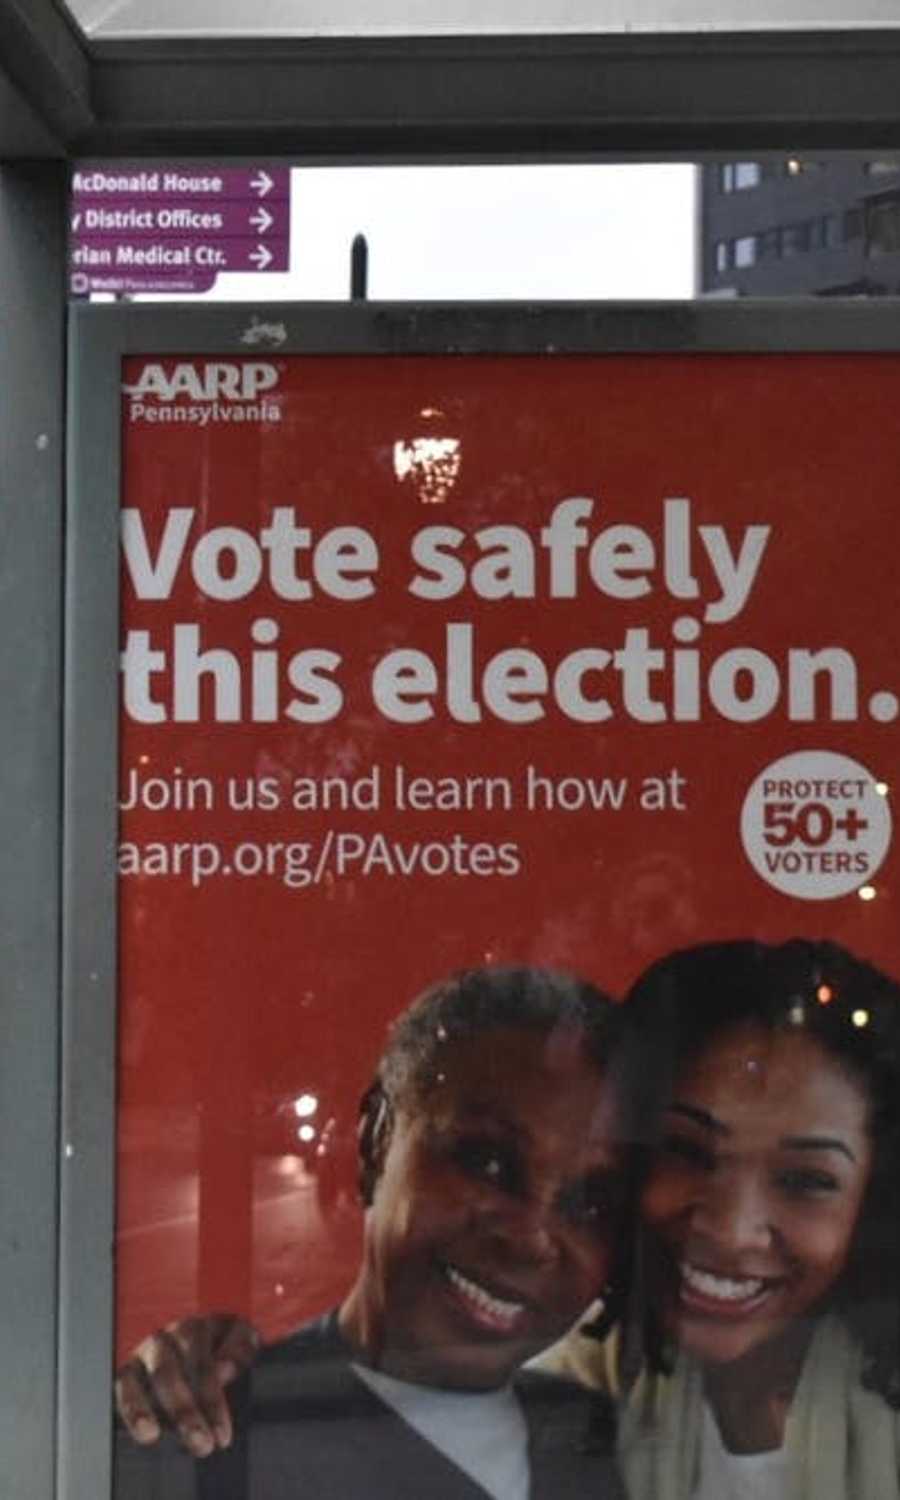 McDonald House
y District Offices
rian Medical Ctr.
AARP
Pennsylvania
Vote safely
this election.
Join us and learn how at
aarp.org/PAvotes
PROTECT
50+
VOTERS